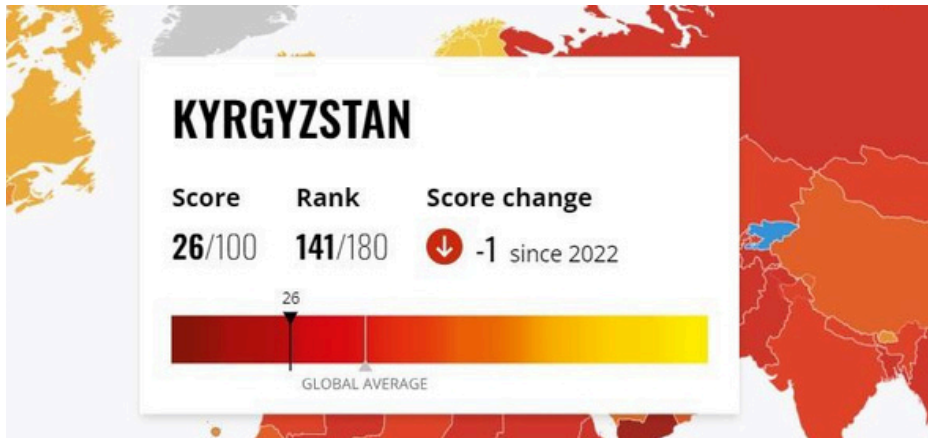 KYRGYZSTAN
Score Rank Score change
26/100 141/180 -1 since 2022
26
GLOBAL AVERAGE